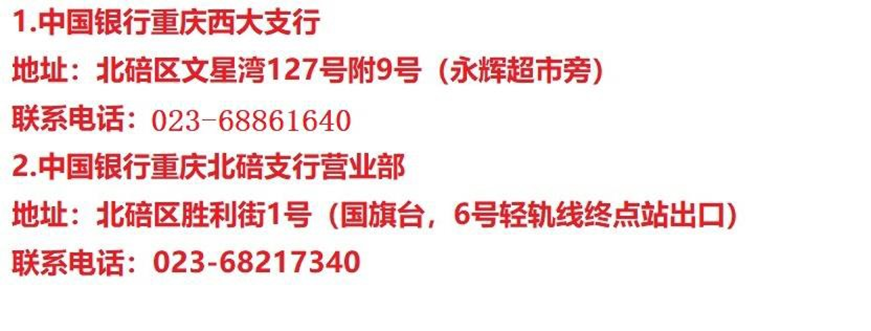 1.中国银行重庆西大支行
地址：北碚区文星湾127号附9号（永辉超市旁）
联系电话：023-68861640
2.中国银行重庆北碚支行营业部
地址：北碚区胜利街1号（国旗台，6号轻轨线终点站出口）
联系电话：023-68217340